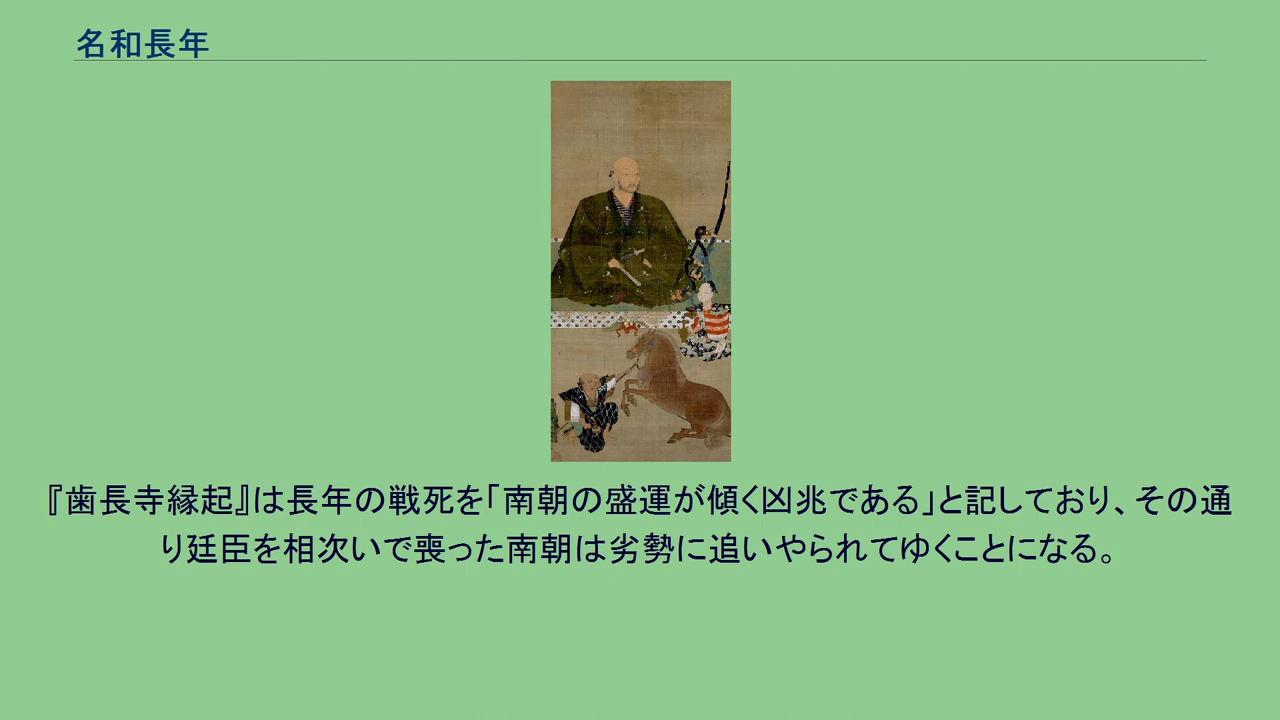 名和長年
『歯長寺縁起』は長年の戦死を「南朝の盛運が傾く凶兆である」と記しており、その通
り廷臣を相次いで喪った南朝は劣勢に追いやられてゆくことになる。